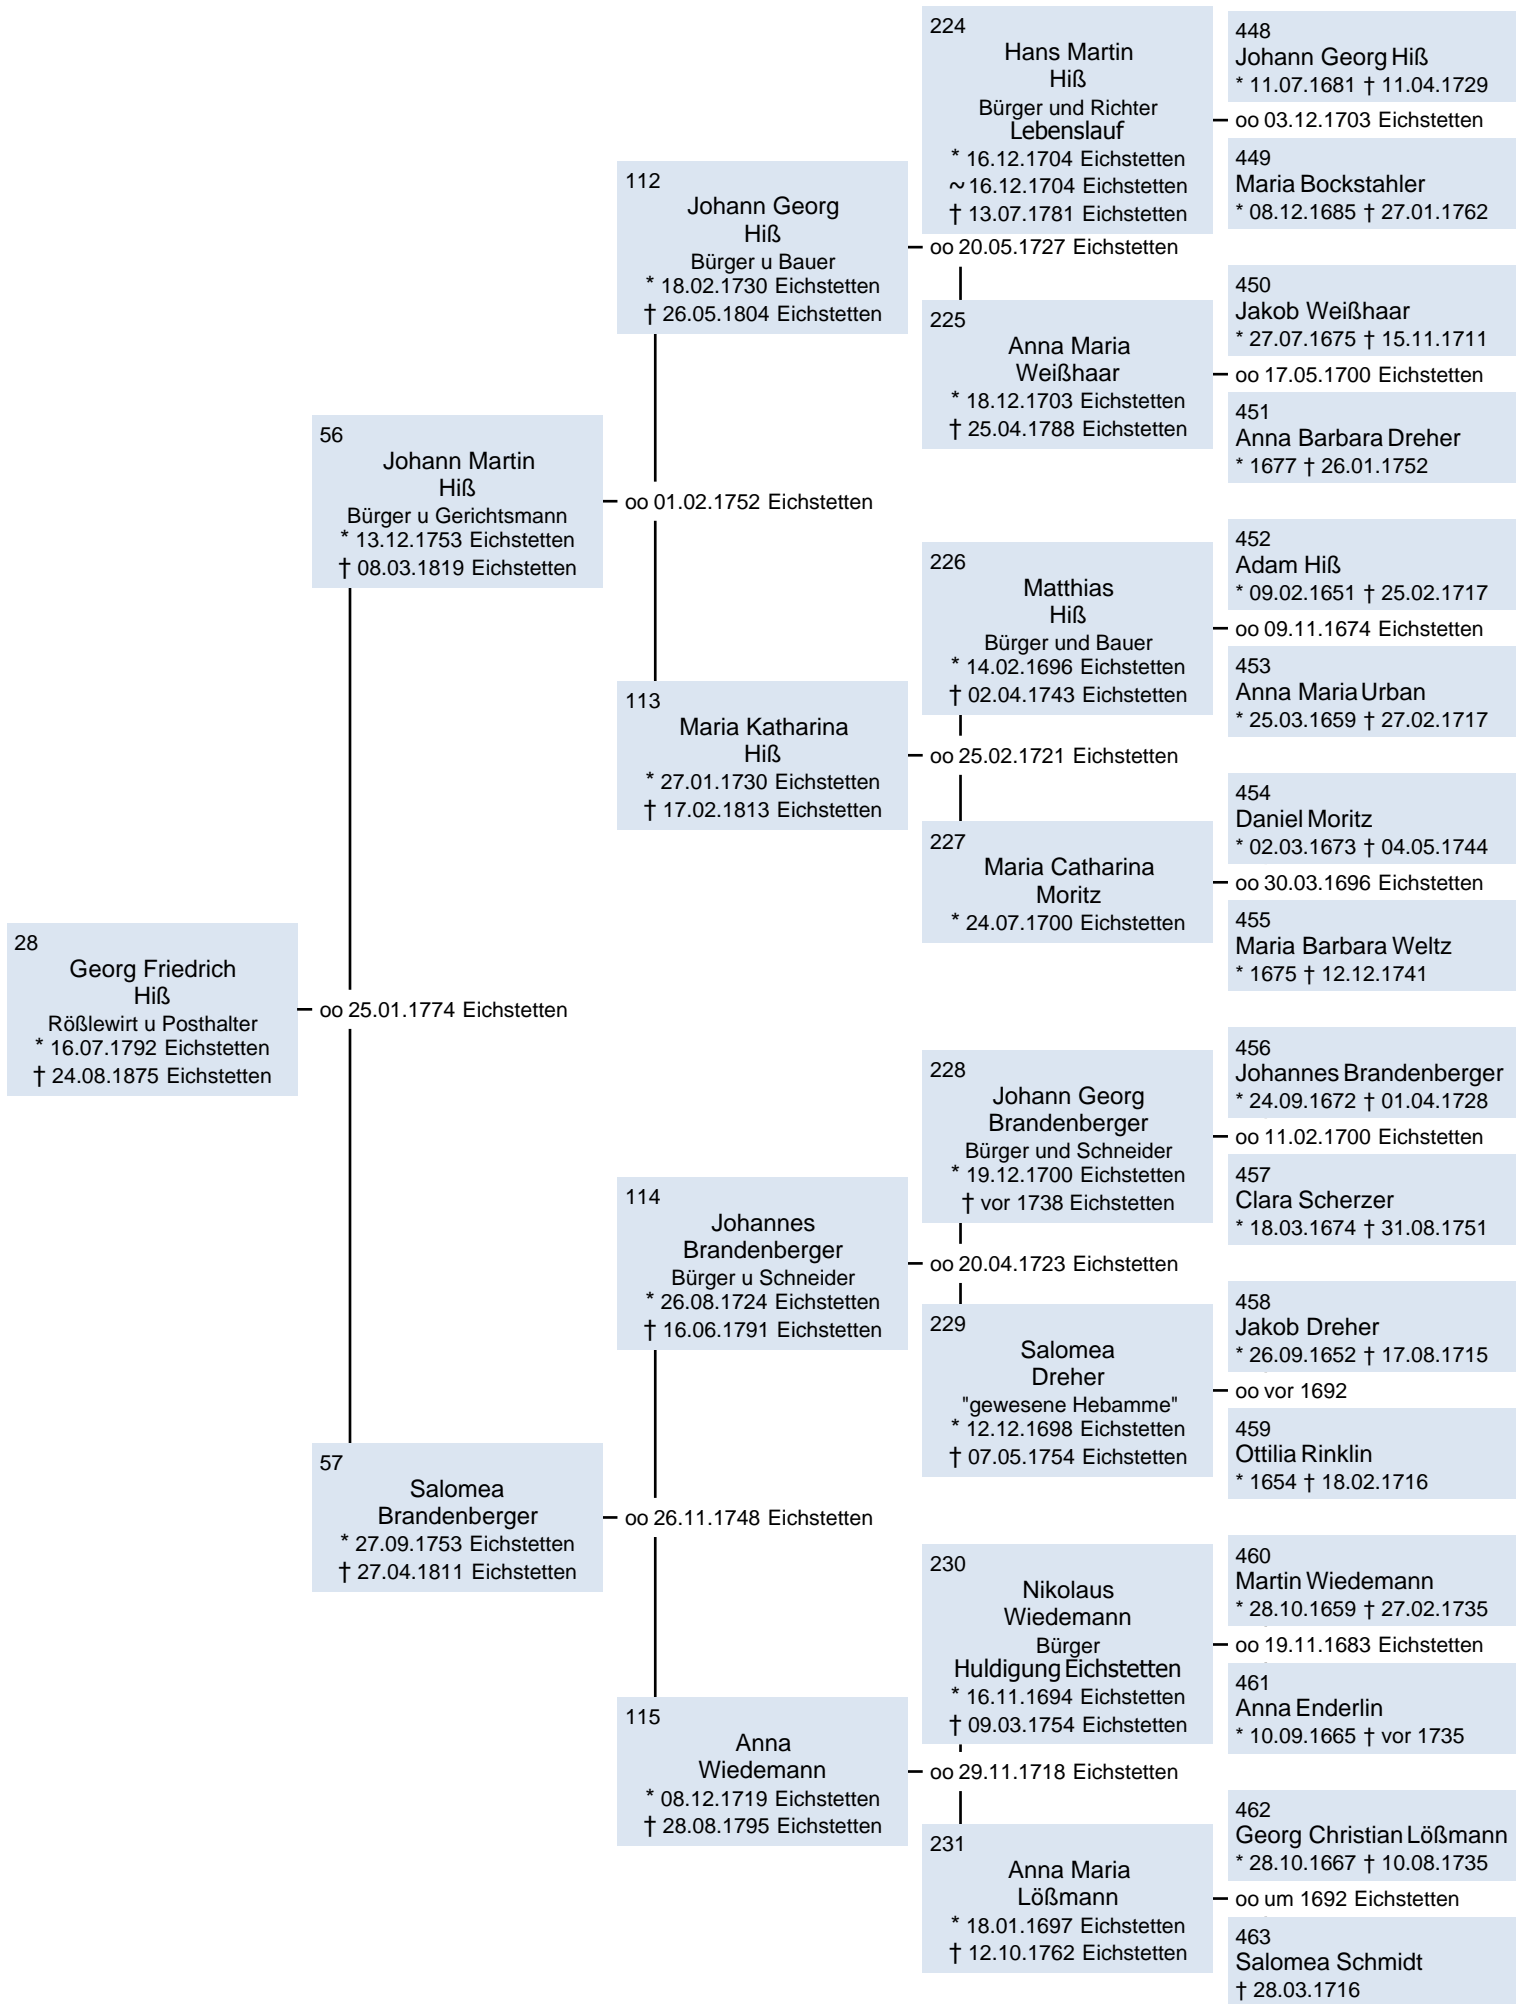 28
Georg Friedrich
Hiß
Rößlewirt u Posthalter
* 16.07.1792 Eichstetten
† 24.08.1875 Eichstetten
oo 25.01.1774 Eichstetten
56
Johann Martin
Hiß
Bürger u Gerichtsmann
* 13.12.1753 Eichstetten
† 08.03.1819 Eichstetten
57
Salomea
Brandenberger
* 27.09.1753 Eichstetten
† 27.04.1811 Eichstetten
oo 01.02.1752 Eichstetten
oo 26.11.1748 Eichstetten
112
Johann Georg
Hiß
Bürger u Bauer
* 18.02.1730 Eichstetten
† 26.05.1804 Eichstetten
113
Maria Katharina
Hiß
* 27.01.1730 Eichstetten
† 17.02.1813 Eichstetten
114
Johannes
Brandenberger
Bürger u Schneider
* 26.08.1724 Eichstetten
† 16.06.1791 Eichstetten
115
Anna
Wiedemann
* 08.12.1719 Eichstetten
† 28.08.1795 Eichstetten
224
Hans Martin
Hiß
Bürger und Richter
Lebenslauf
* 16.12.1704 Eichstetten
~ 16.12.1704 Eichstetten
† 13.07.1781 Eichstetten
oo 20.05.1727 Eichstetten
225
Anna Maria
Weißhaar
* 18.12.1703 Eichstetten
† 25.04.1788 Eichstetten
226
Matthias
Hiß
Bürger und Bauer
* 14.02.1696 Eichstetten
† 02.04.1743 Eichstetten
oo 25.02.1721 Eichstetten
227
Maria Catharina
Moritz
* 24.07.1700 Eichstetten
228
Johann Georg
Brandenberger
Bürger und Schneider
* 19.12.1700 Eichstetten
† vor 1738 Eichstetten
oo 20.04.1723 Eichstetten
229
Salomea
Dreher
"gewesene Hebamme"
* 12.12.1698 Eichstetten
† 07.05.1754 Eichstetten
230
Nikolaus
Wiedemann
Bürger
Huldigung Eichstetten
* 16.11.1694 Eichstetten
† 09.03.1754 Eichstetten
oo 29.11.1718 Eichstetten
231
Anna Maria
Lößmann
* 18.01.1697 Eichstetten
† 12.10.1762 Eichstetten
448
Johann Georg Hiß
* 11.07.1681 † 11.04.1729
oo 03.12.1703 Eichstetten
449
Maria Bockstahler
* 08.12.1685 † 27.01.1762
450
Jakob Weißhaar
* 27.07.1675 † 15.11.1711
oo 17.05.1700 Eichstetten
451
Anna Barbara Dreher
* 1677 † 26.01.1752
452
Adam Hiß
* 09.02.1651 † 25.02.1717
oo 09.11.1674 Eichstetten
453
Anna Maria Urban
* 25.03.1659 † 27.02.1717
454
Daniel Moritz
* 02.03.1673 † 04.05.1744
oo 30.03.1696 Eichstetten
455
Maria Barbara Weltz
* 1675 † 12.12.1741
456
Johannes Brandenberger
* 24.09.1672 † 01.04.1728
oo 11.02.1700 Eichstetten
457
Clara Scherzer
* 18.03.1674 † 31.08.1751
458
Jakob Dreher
* 26.09.1652 † 17.08.1715
oo vor 1692
459
Ottilia Rinklin
* 1654 † 18.02.1716
460
Martin Wiedemann
* 28.10.1659 † 27.02.1735
oo 19.11.1683 Eichstetten
461
Anna Enderlin
* 10.09.1665 † vor 1735
462
Georg Christian Lößmann
* 28.10.1667 † 10.08.1735
oo um 1692 Eichstetten
463
Salomea Schmidt
† 28.03.1716